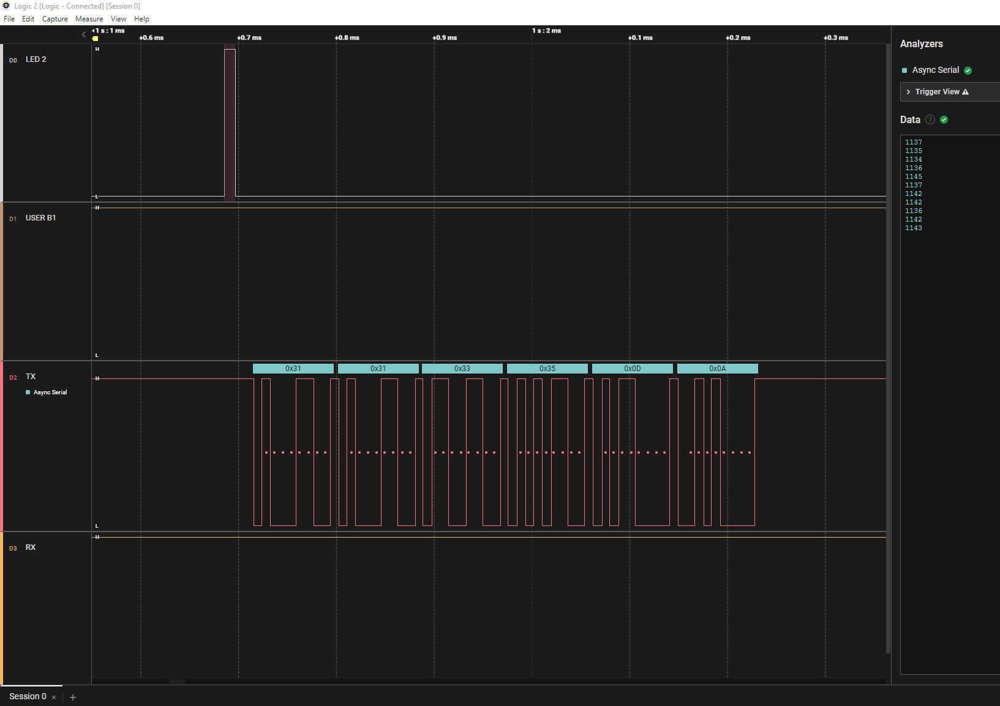 Logic 2 [Logic - Connected] [Session 0]
File Edit Capture Measure View Help
1 s : 1 ms 1 s : 2 ms
+0.6 ms +0.7 ms +0.8 ms +0.9 ms +0.1 ms +0.2 ms +0.3 ms
D0 LED 2
H
L
D1 USER B1
H
L
D2 TX
Async Serial
0x31 0x31 0x33 0x35 0x0D 0x0A
H
L
D3 RX
H
Analyzers
Async Serial
Trigger View
Data ?
1137
1135
1134
1136
1145
1137
1142
1142
1136
1142
1143
Session 0 × +